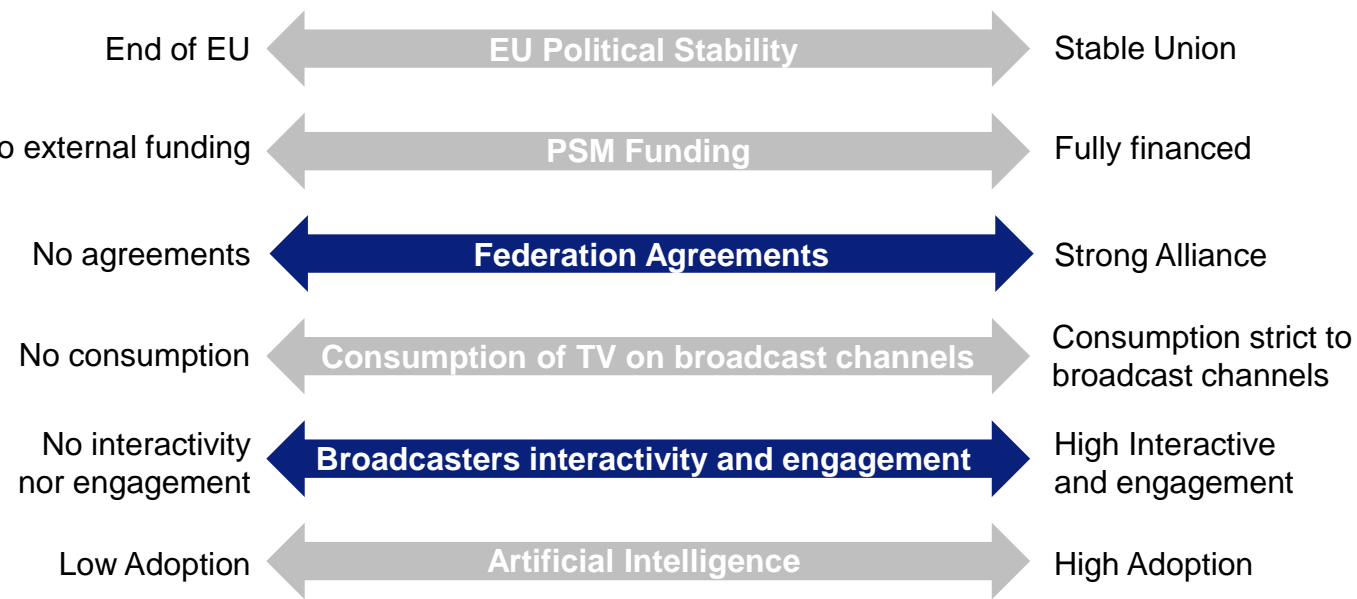 End of EU
EU Political Stability
Stable Union
o external funding
PSM Funding
Fully financed
No agreements
Federation Agreements
Strong Alliance
No consumption
Consumption of TV on broadcast channels
Consumption strict to
broadcast channels
No interactivity
nor engagement
Broadcasters interactivity and engagement
High Interactive
and engagement
Low Adoption
Artificial Intelligence
High Adoption